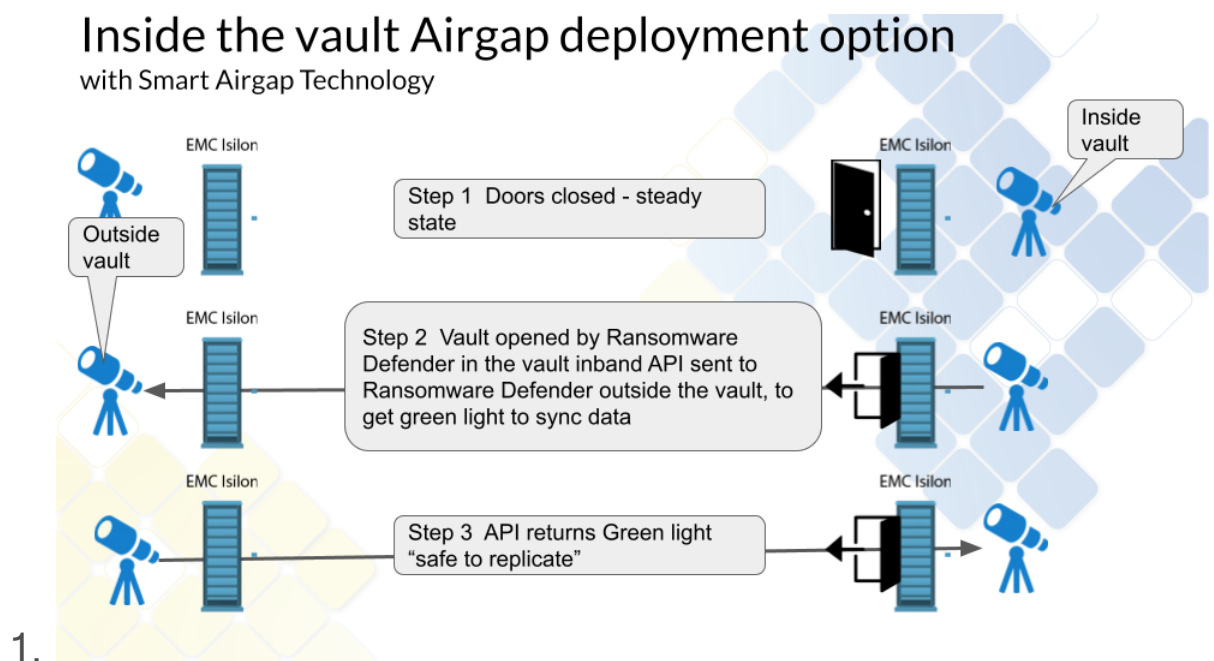 Inside the vault Airgap deployment option
with Smart Airgap Technology
EMC Isilon
EMC Isilon
Inside
vault
Step 1 Doors closed - steady
state
Outside
vault
EMC Isilon
EMC Isilon
Step 2 Vault opened by Ransomware
Defender in the vault inband API sent to
Ransomware Defender outside the vault, to
get green light to sync data
EMC Isilon
EMC Isilon
Step 3 API returns Green light
“safe to replicate”
1.